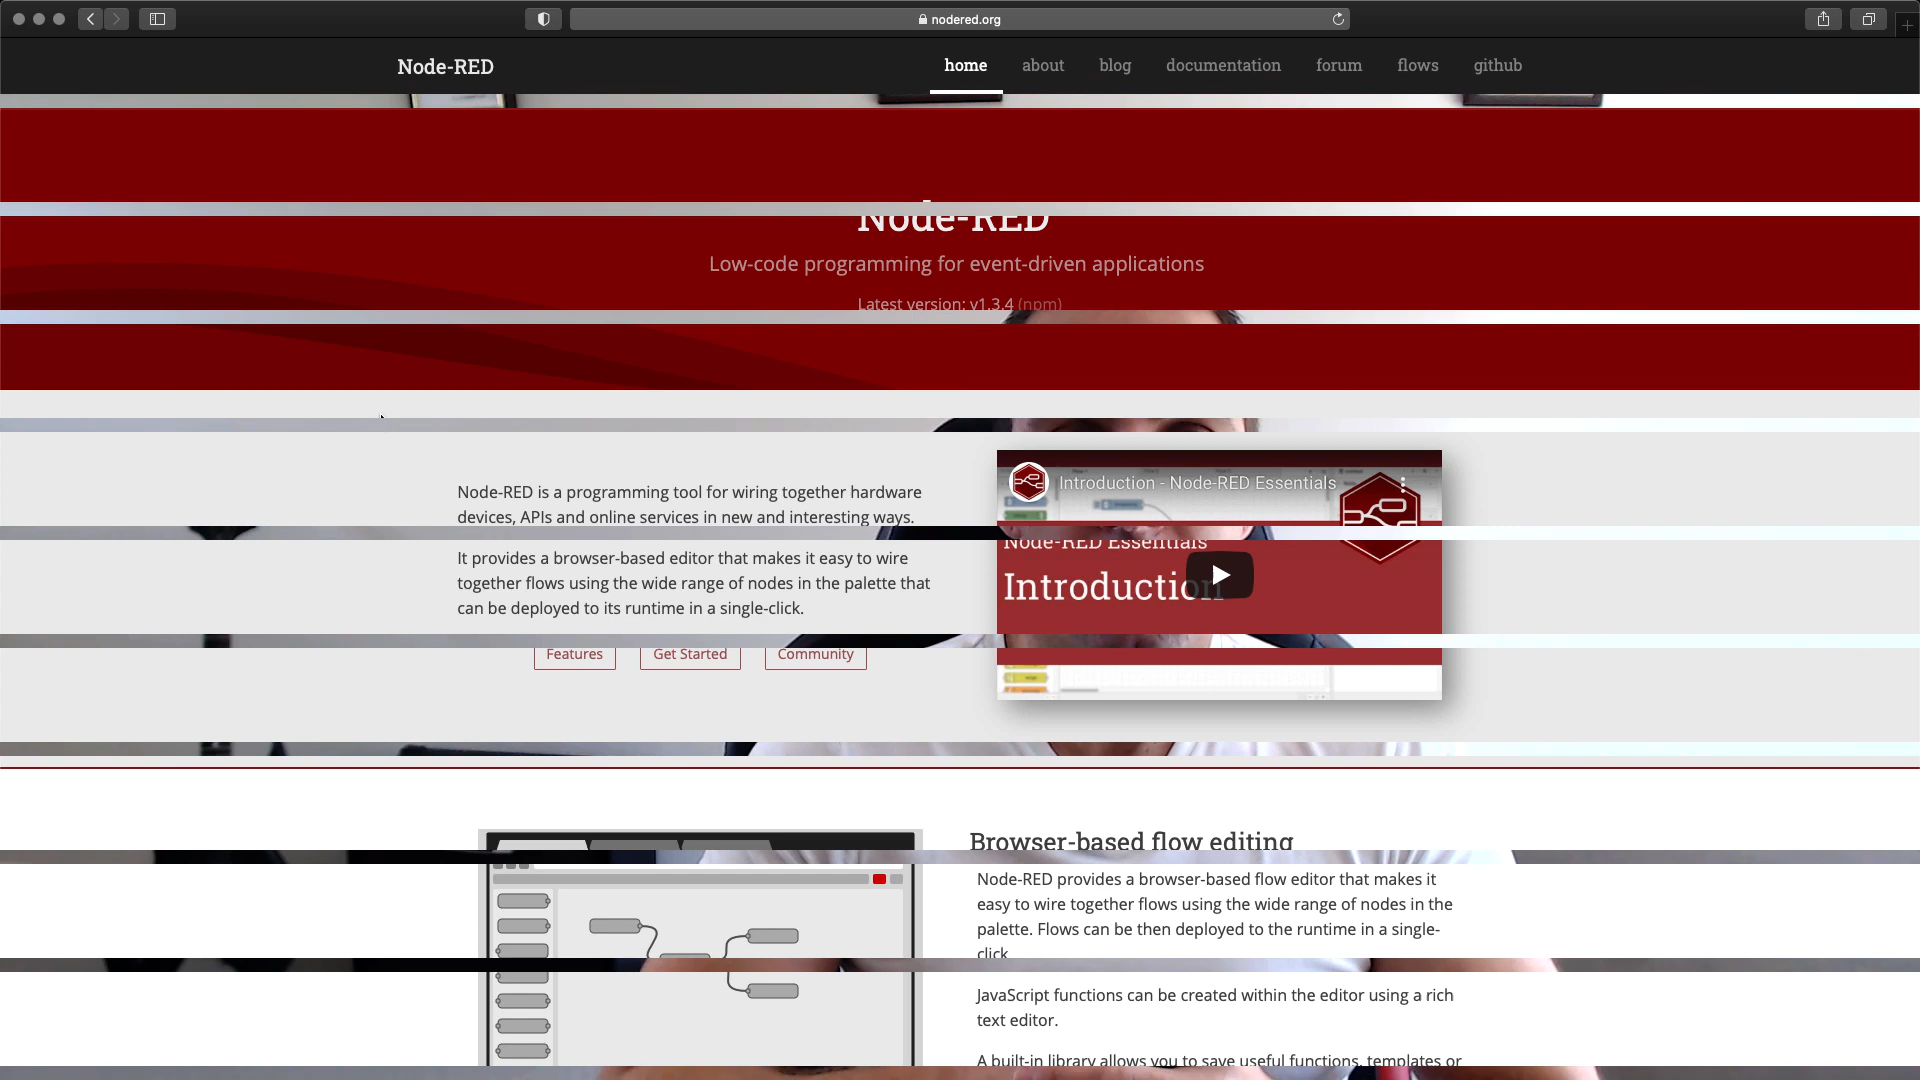 nodered.org
Node-RED
home about blog documentation forum flows github
Node-RED
Low-code programming for event-driven applications
Latest version: v1.3.4 (npm)
Node-RED is a programming tool for wiring together hardware
devices, APIs and online services in new and interesting ways.
It provides a browser-based editor that makes it easy to wire
together flows using the wide range of nodes in the palette that
can be deployed to its runtime in a single-click.
Features Get Started Community
Introduction - Node-RED Essentials
Node-RED Essentials
Introduction
Browser-based flow editing
Node-RED provides a browser-based flow editor that makes it
easy to wire together flows using the wide range of nodes in the
palette. Flows can be then deployed to the runtime in a single-
click
JavaScript functions can be created within the editor using a rich
text editor.
A built-in library allows you to save useful functions, templates or